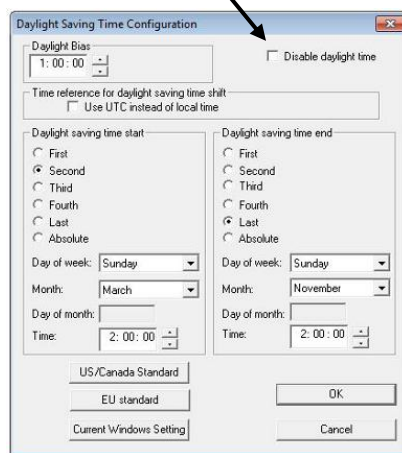 Daylight Saving Time Configuration
Daylight Bias
1: 00: 00
Disable daylight time
Time reference for daylight saving time shift
Use UTC instead of local time
Daylight saving time start
First
Second
Third
Fourth
Last
Absolute
Day of week: Sunday
Month: March
Day of month:
Time: 2: 00: 00
Daylight saving time end
First
Second
Third
Fourth
Last
Absolute
Day of week: Sunday
Month: November
Day of month:
Time: 2: 00: 00
US/Canada Standard
EU standard
Current Windows Setting
OK
Cancel